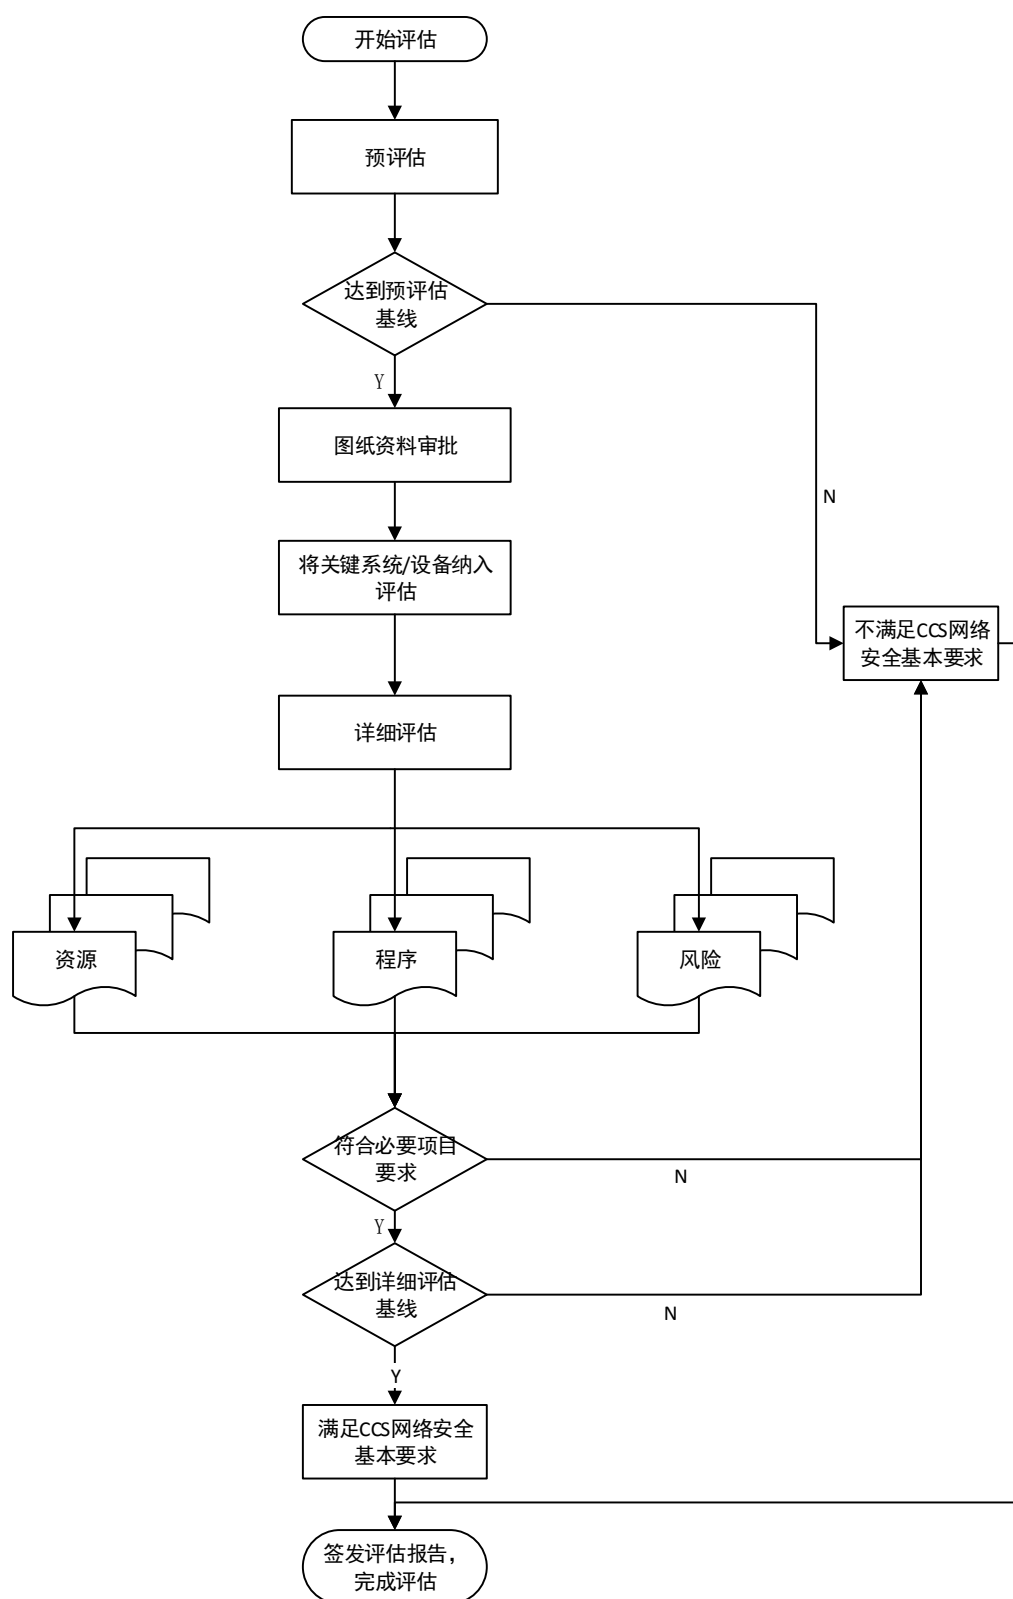 开始评估
预评估
达到预评估
基线
Y
图纸资料审批
N
将关键系统/设备纳入
评估
不满足CCS网络
安全基本要求
详细评估
资源
程序
风险
符合必要项目
要求
N
Y
达到详细评估
基线
N
Y
满足CCS网络安全
基本要求
签发评估报告，
完成评估